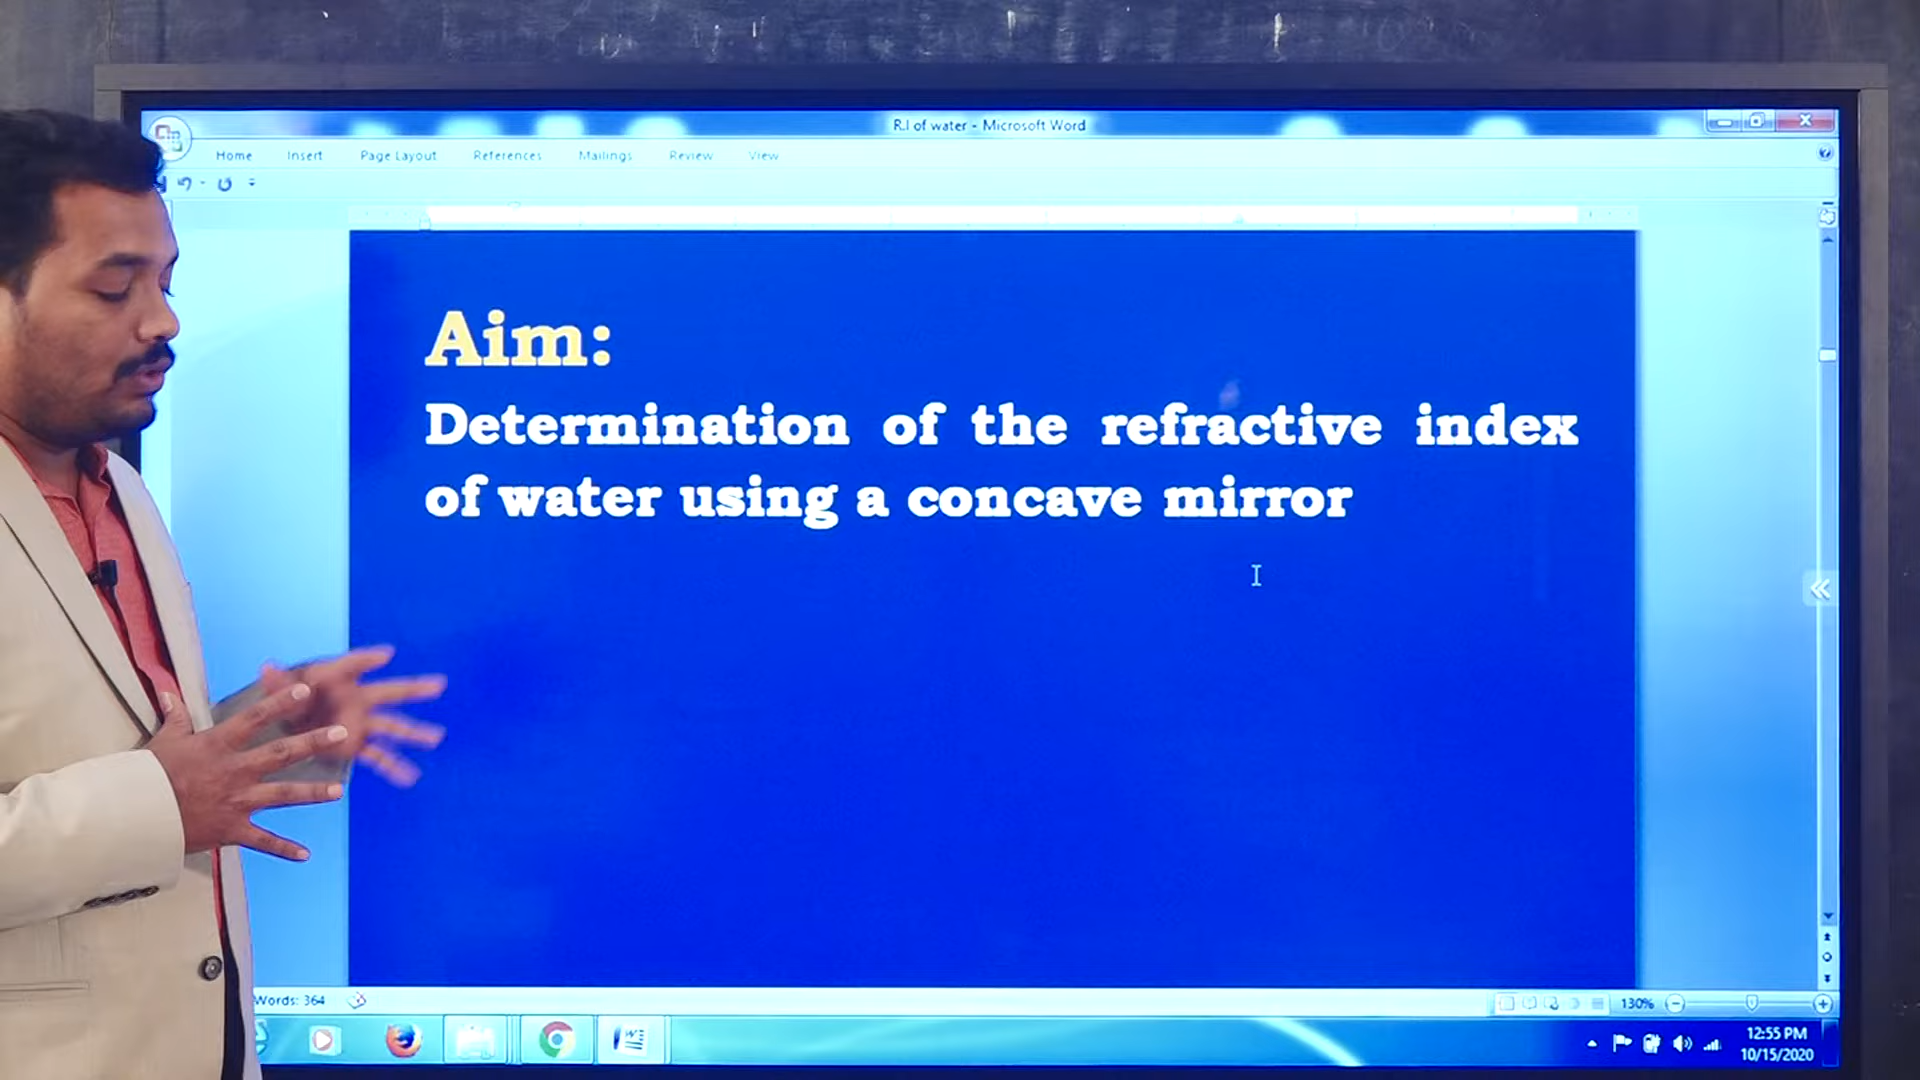 R.I of water - Microsoft Word
Home Insert Page Layout References Mailings Review View
Aim:
Determination of the refractive index
of water using a concave mirror
Words: 364
130%
12:55 PM
10/15/2020